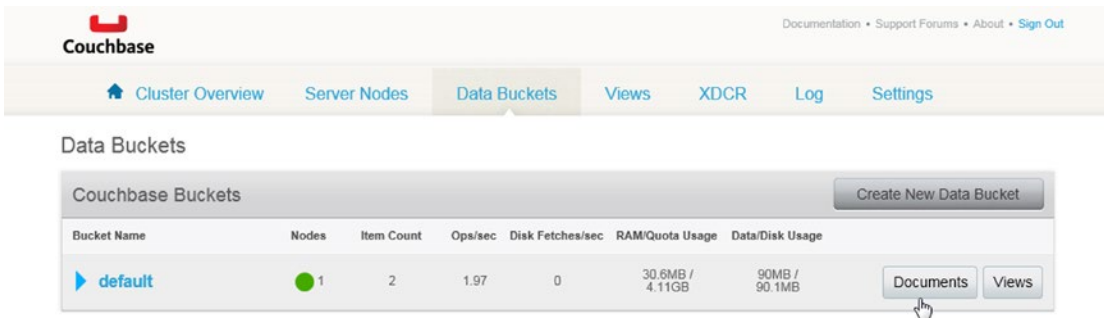 Documentation • Support Forums • About • Sign Out
Couchbase
Cluster Overview Server Nodes Data Buckets Views XDCR Log Settings
Data Buckets
Couchbase Buckets Create New Data Bucket
Bucket Name Nodes Item Count Ops/sec Disk Fetches/sec RAM/Quota Usage Data/Disk Usage
default 1 2 1.97 0 30.6MB / 90MB / Documents Views
4.11GB 90.1MB